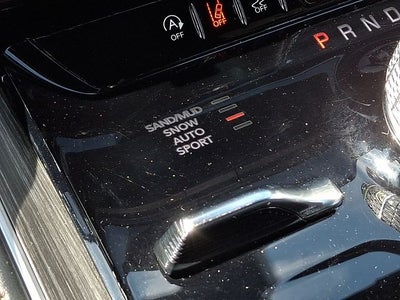 A OFF
OFF
OFF
P R N D
SAND/MUD
SNOW
AUTO
SPORT